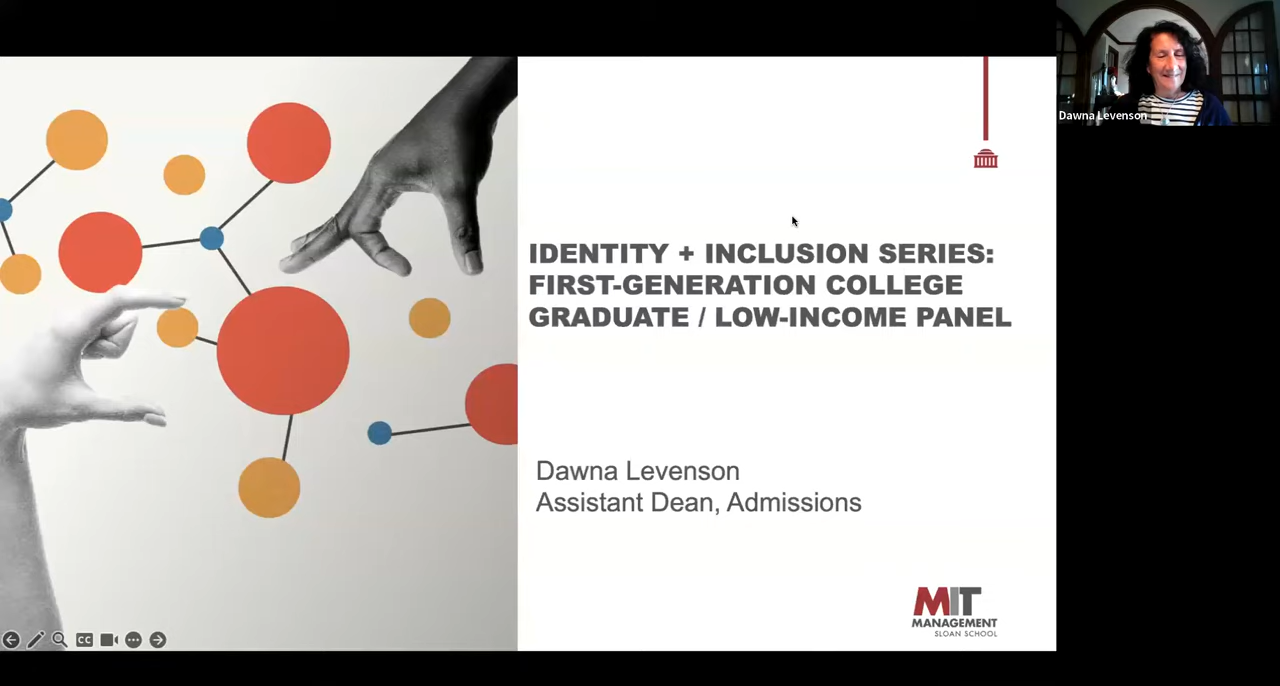 Dawna Levenson
IDENTITY + INCLUSION SERIES:
FIRST-GENERATION COLLEGE
GRADUATE / LOW-INCOME PANEL
Dawna Levenson
Assistant Dean, Admissions
MIT
MANAGEMENT
SLOAN SCHOOL
CC